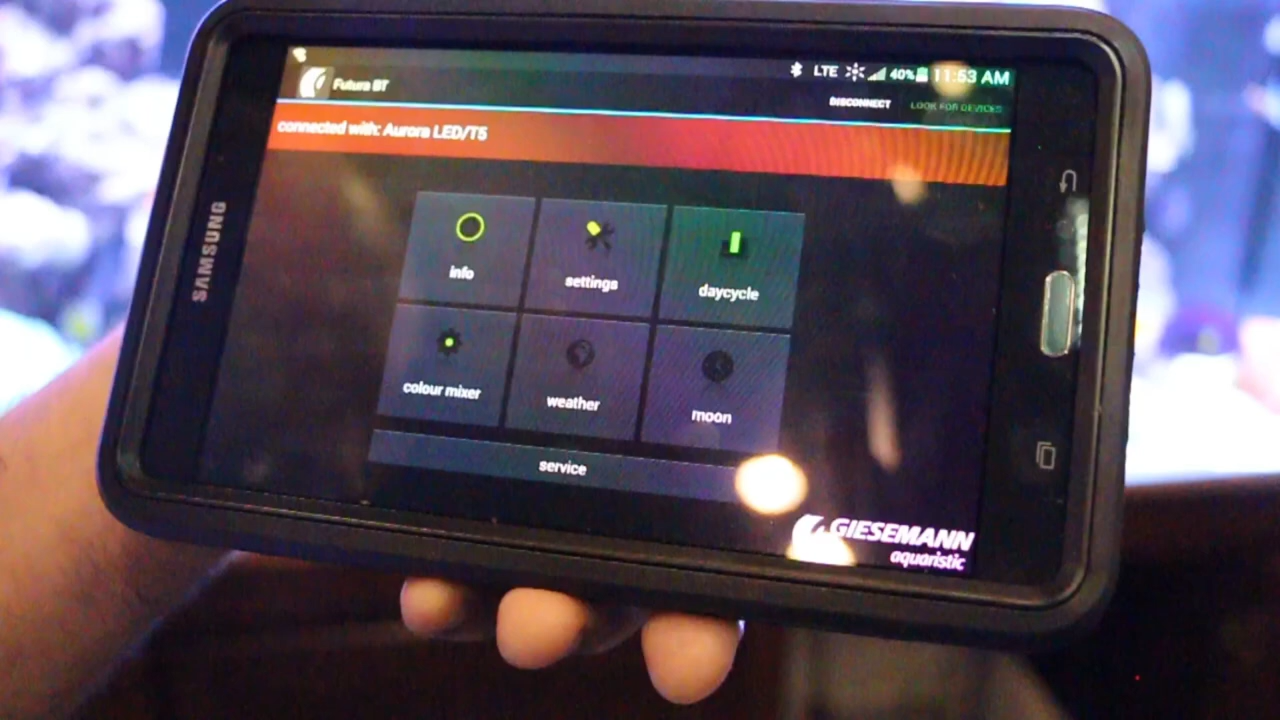 LTE 40% 11:53 AM
Futura BT
DISCONNECT LOOK FOR DEVICES
connected with: Aurora LED/T5
SAMSUNG
info
settings
daycycle
colour mixer
weather
moon
service
GIESEMANN
aquaristic